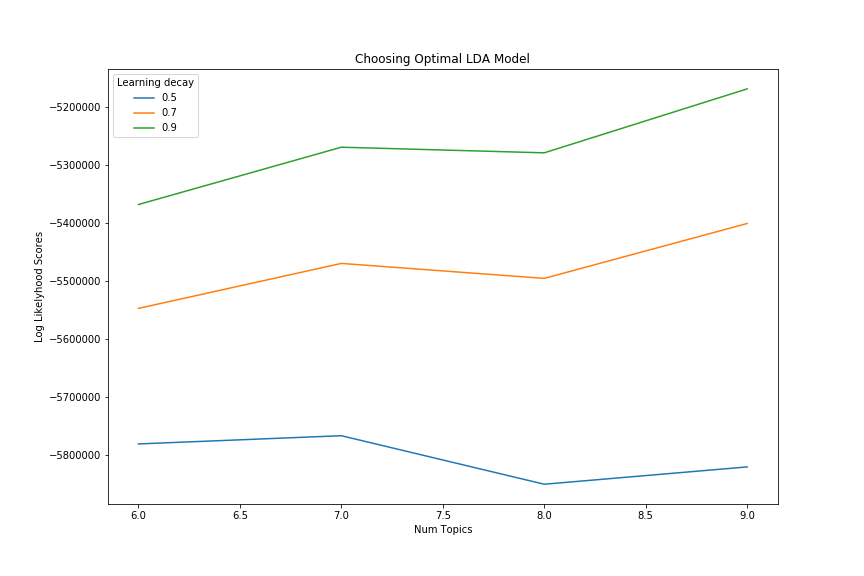 Choosing Optimal LDA Model
Learning decay
0.5
0.7
0.9
−5200000
−5300000
−5400000
−5500000
−5600000
−5700000
−5800000
Log Likelyhood Scores
6.0 6.5 7.0 7.5 8.0 8.5 9.0
Num Topics